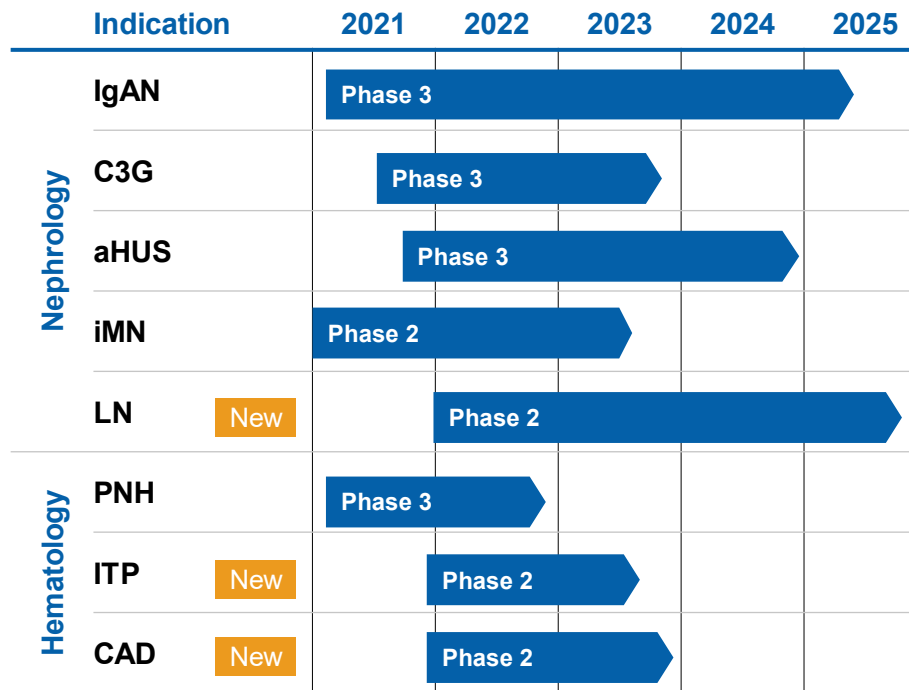 Indication 2021 2022 2023 2024 2025
Nephrology
IgAN Phase 3
C3G Phase 3
aHUS Phase 3
iMN Phase 2
LN New Phase 2
Hematology
PNH Phase 3
ITP New Phase 2
CAD New Phase 2